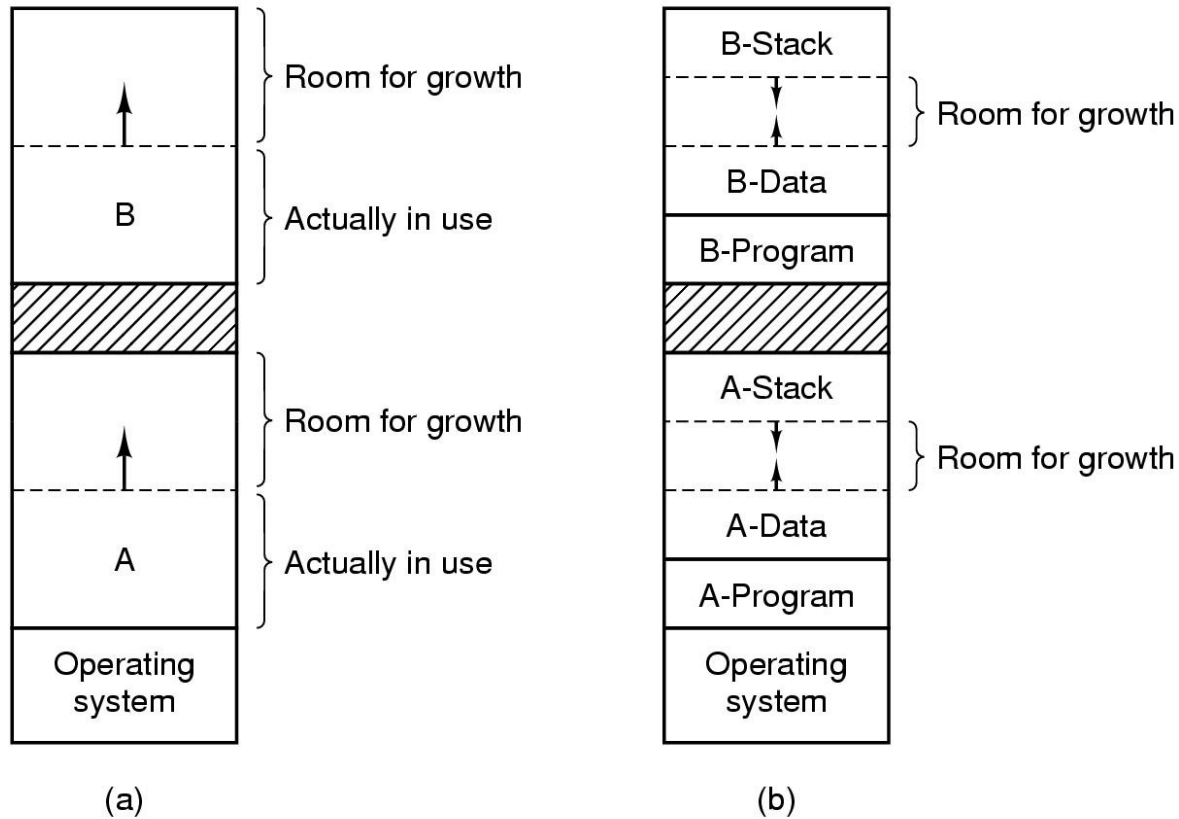 Room for growth
B
Actually in use
Room for growth
A
Actually in use
Operating
system
(a)
B-Stack
Room for growth
B-Data
B-Program
A-Stack
Room for growth
A-Data
A-Program
Operating
system
(b)